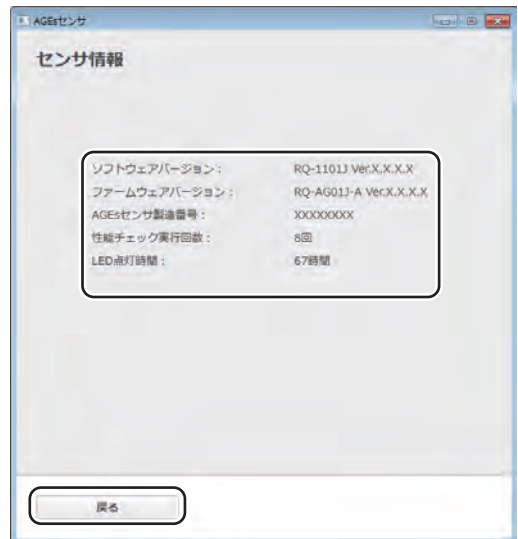 AGEsセンサ
センサ情報
ソフトウェアバージョン： RQ-1101J Ver.X.X.X.X
ファームウェアバージョン： RQ-AG01J-A Ver.X.X.X.X
AGEsセンサ製造番号： XXXXXXXX
性能チェック実行回数： 8回
LED点灯時間： 67時間
戻る